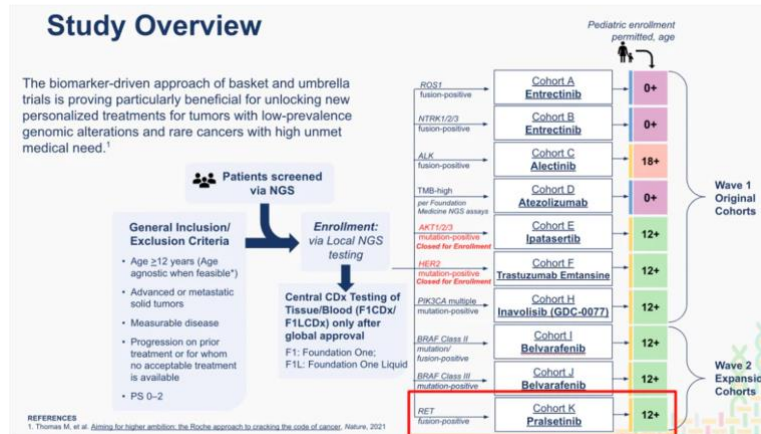 Study Overview
Pediatric enrollment
permitted, age
The biomarker-driven approach of basket and umbrella
trials is proving particularly beneficial for unlocking new
personalized treatments for tumors with low-prevalence
genomic alterations and rare cancers with high unmet
medical need.1
Patients screened
via NGS
General Inclusion/
Exclusion Criteria
• Age ≥12 years (Age
agnostic when feasible*)
• Advanced or metastatic
solid tumors
• Measurable disease
• Progression on prior
treatment or for whom
no acceptable treatment
is available
• PS 0–2
Enrollment:
via Local NGS
testing
Central CDx Testing of
Tissue/Blood (F1CDx/
F1LCDx) only after
global approval
F1: Foundation One;
F1L: Foundation One Liquid
ROS1
fusion-positive
Cohort A
Entrectinib
0+
NTRK1/2/3
fusion-positive
Cohort B
Entrectinib
0+
ALK
fusion-positive
Cohort C
Alectinib
18+
TMB-high
per Foundation
Medicine NGS assays
Cohort D
Atezolizumab
0+
AKT1/2/3
mutation-positive
Closed for Enrollment
Cohort E
Ipatasertib
12+
HER2
mutation-positive
Closed for Enrollment
Cohort F
Trastuzumab Emtansine
12+
PIK3CA multiple
mutation-positive
Cohort H
Inavolisib (GDC-0077)
12+
BRAF Class II
mutation/
fusion-positive
Cohort I
Belvarafenib
12+
BRAF Class III
mutation-positive
Cohort J
Belvarafenib
12+
RET
fusion-positive
Cohort K
Pralsetinib
12+
Wave 1
Original
Cohorts
Wave 2
Expansio
Cohorts
REFERENCES
1. Thomas M, et al. Aiming for higher ambition: the Roche approach to cracking the code of cancer, Nature, 2021